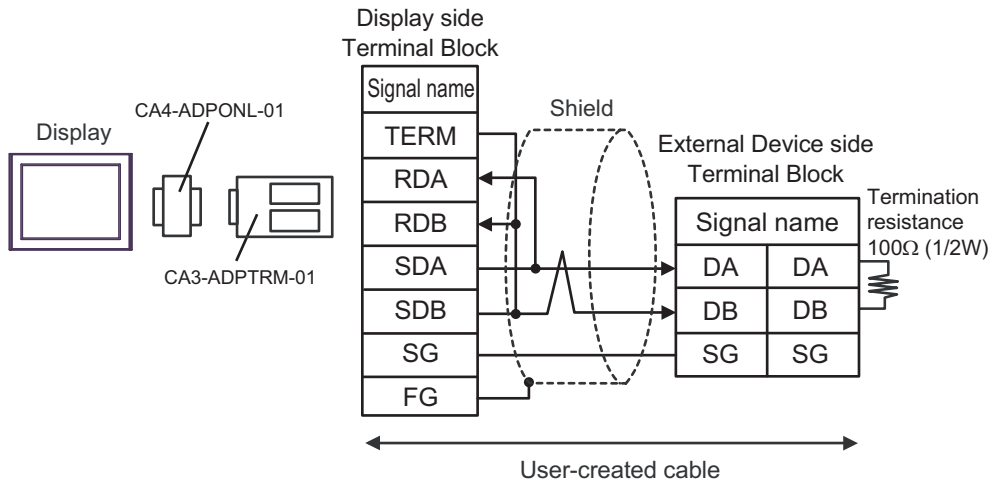 Display side
Terminal Block
Signal name
TERM
RDA
RDB
SDA
SDB
SG
FG
Display
CA4-ADPONL-01
CA3-ADPTRM-01
Shield
External Device side
Terminal Block
Signal name
DA DA
DB DB
SG SG
Termination
resistance
100Ω (1/2W)
User-created cable